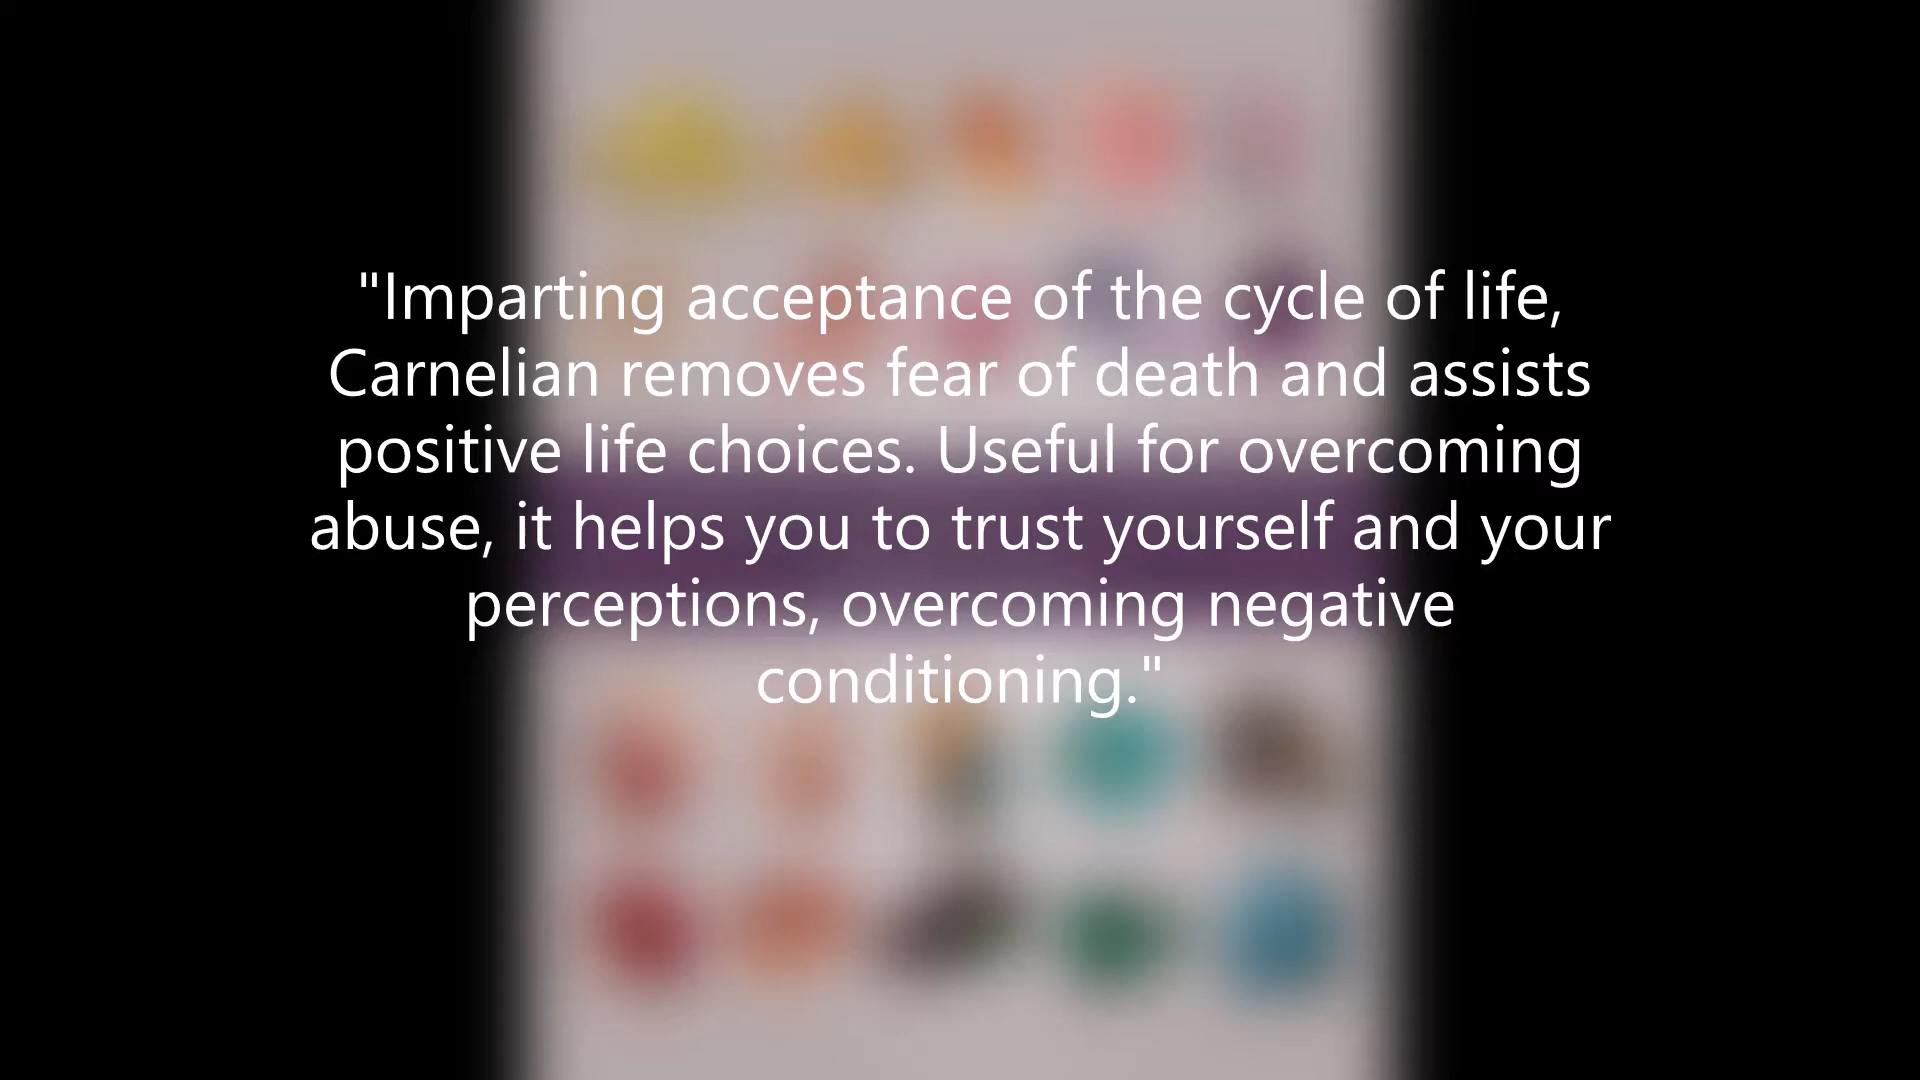 "Imparting acceptance of the cycle of life,
Carnelian removes fear of death and assists
positive life choices. Useful for overcoming
abuse, it helps you to trust yourself and your
perceptions, overcoming negative
conditioning."